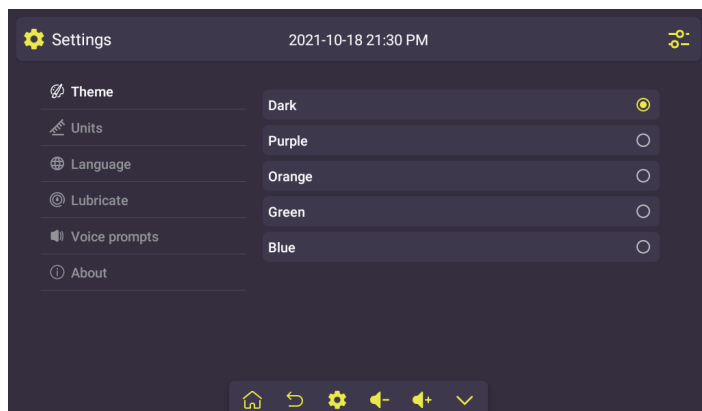 Settings
2021-10-18 21:30 PM
Theme
Units
Language
Lubricate
Voice prompts
About
Dark
Purple
Orange
Green
Blue